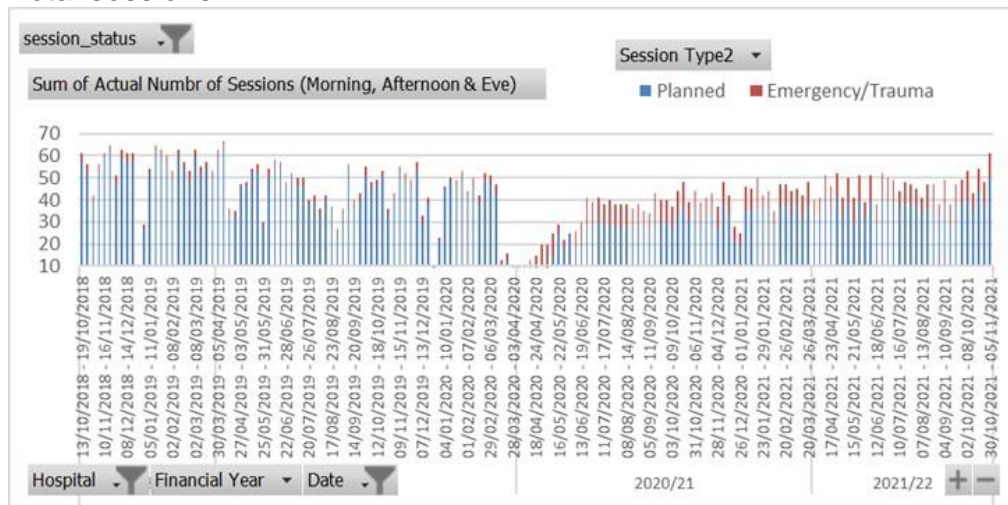 session_status
Session Type2
Sum of Actual Numbr of Sessions (Morning, Afternoon & Eve)
Planned
Emergency/Trauma
70
60
50
40
30
20
10
13/10/2018 - 19/10/2018
10/11/2018 - 16/11/2018
08/12/2018 - 14/12/2018
05/01/2019 - 11/01/2019
02/02/2019 - 08/02/2019
02/03/2019 - 08/03/2019
30/03/2019 - 05/04/2019
27/04/2019 - 03/05/2019
25/05/2019 - 31/05/2019
22/06/2019 - 28/06/2019
20/07/2019 - 26/07/2019
17/08/2019 - 23/08/2019
14/09/2019 - 20/09/2019
12/10/2019 - 18/10/2019
09/11/2019 - 15/11/2019
07/12/2019 - 13/12/2019
04/01/2020 - 10/01/2020
01/02/2020 - 07/02/2020
29/02/2020 - 06/03/2020
28/03/2020 - 03/04/2020
18/04/2020 - 24/04/2020
16/05/2020 - 22/05/2020
11/07/2020 - 17/07/2020
08/08/2020 - 14/08/2020
05/09/2020 - 11/09/2020
03/10/2020 - 09/10/2020
31/10/2020 - 06/11/2020
28/11/2020 - 04/12/2020
26/12/2020 - 01/01/2021
23/01/2021 - 29/01/2021
20/02/2021 - 26/02/2021
20/03/2021 - 26/03/2021
17/04/2021 - 23/04/2021
15/05/2021 - 21/05/2021
12/06/2021 - 18/06/2021
10/07/2021 - 16/07/2021
07/08/2021 - 13/08/2021
04/09/2021 - 10/09/2021
02/10/2021 - 08/10/2021
30/10/2021 - 05/11/2021
Hospital
Financial Year
Date
2020/21
2021/22